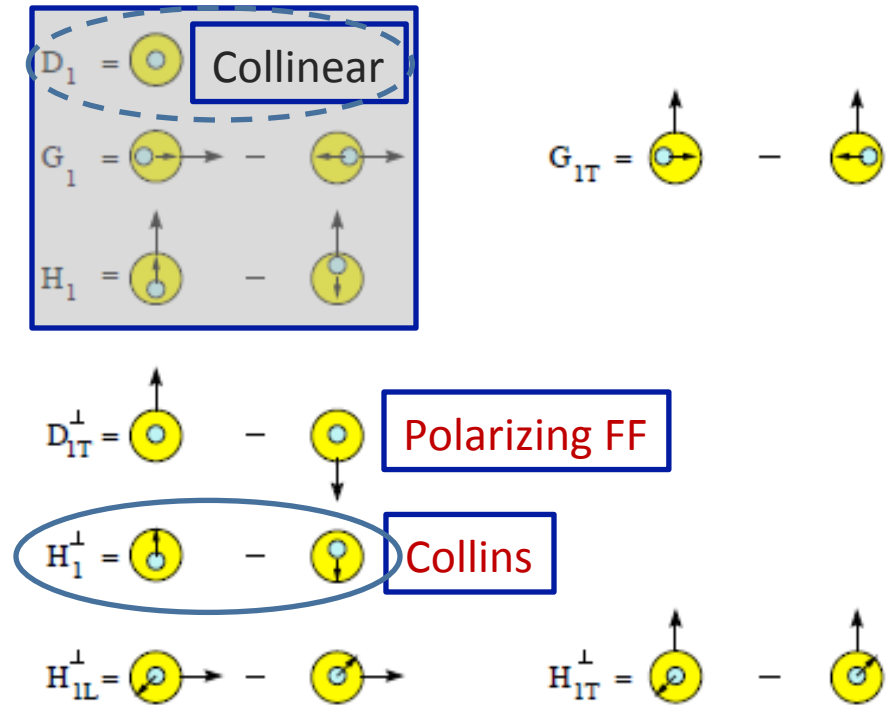 D₁ = Collinear
G₁ = −
G₁T = −
H₁ = −
D⊥₁T = − Polarizing FF
H⊥₁ = − Collins
H⊥₁L = −
H⊥₁T = −